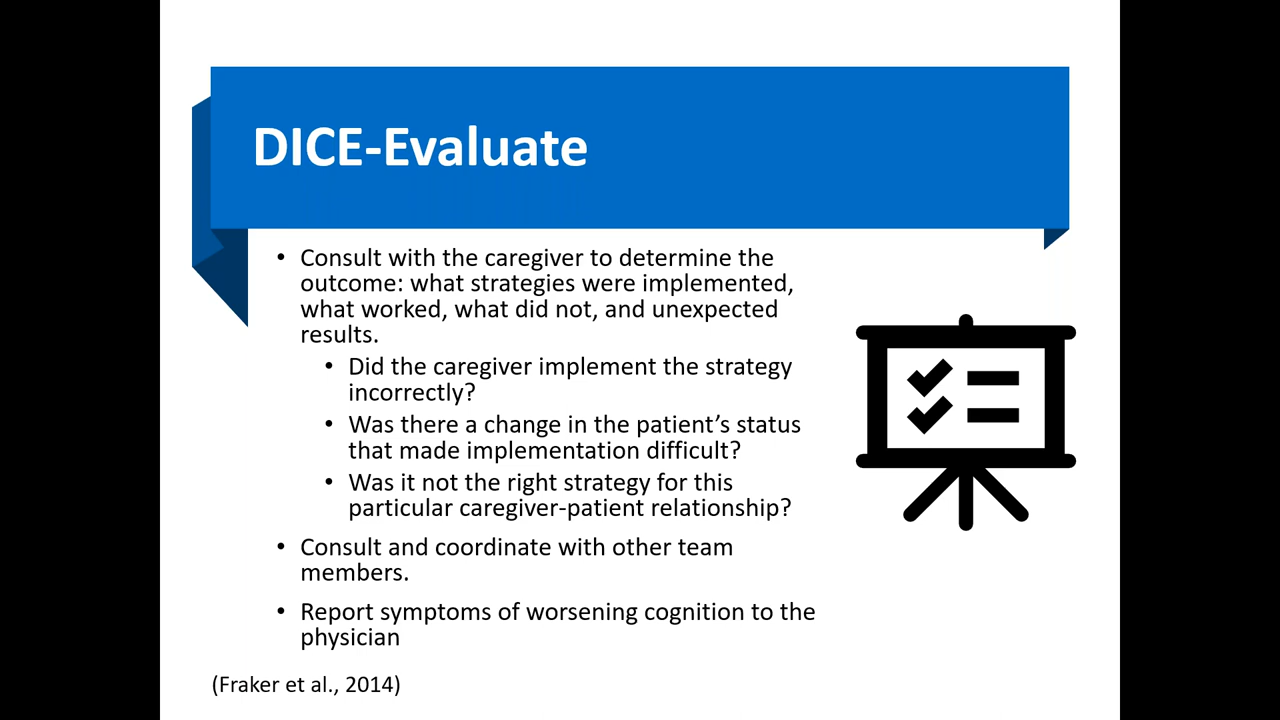 DICE-Evaluate
• Consult with the caregiver to determine the
outcome: what strategies were implemented,
what worked, what did not, and unexpected
results.
• Did the caregiver implement the strategy
incorrectly?
• Was there a change in the patient’s status
that made implementation difficult?
• Was it not the right strategy for this
particular caregiver-patient relationship?
• Consult and coordinate with other team
members.
• Report symptoms of worsening cognition to the
physician
(Fraker et al., 2014)